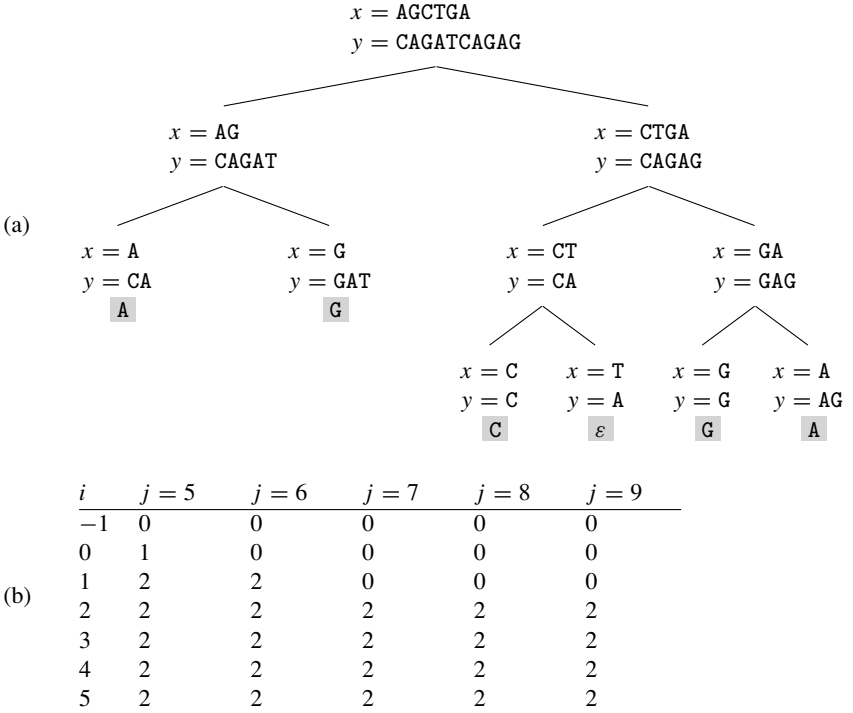 x = AGCTGA
y = CAGATCAGAG
x = AG x = CTGA
y = CAGAT y = CAGAG
(a)
x = A x = G x = CT x = GA
y = CA y = GAT y = CA y = GAG
A G
x = C x = T x = G x = A
y = C y = A y = G y = AG
C ε G A
i j = 5 j = 6 j = 7 j = 8 j = 9
−1 0 0 0 0 0
0 1 0 0 0 0
1 2 2 0 0 0
(b)
2 2 2 2 2 2
3 2 2 2 2 2
4 2 2 2 2 2
5 2 2 2 2 2